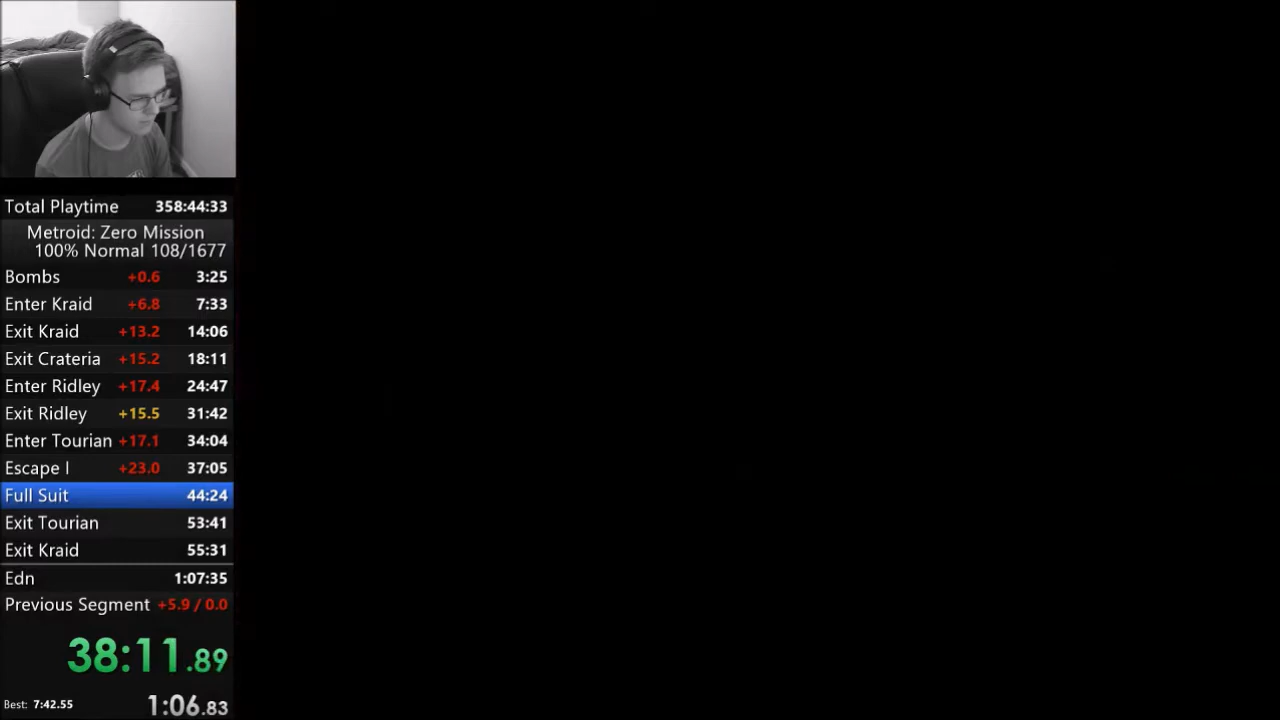 Total Playtime 358:44:33
Metroid: Zero Mission
100% Normal 108/1677
Bombs +0.6 3:25
Enter Kraid +6.8 7:33
Exit Kraid +13.2 14:06
Exit Crateria +15.2 18:11
Enter Ridley +17.4 24:47
Exit Ridley +15.5 31:42
Enter Tourian +17.1 34:04
Escape I +23.0 37:05
Full Suit 44:24
Exit Tourian 53:41
Exit Kraid 55:31
Edn 1:07:35
Previous Segment +5.9 / 0.0
38:11.89
Best: 7:42.55 1:06.83